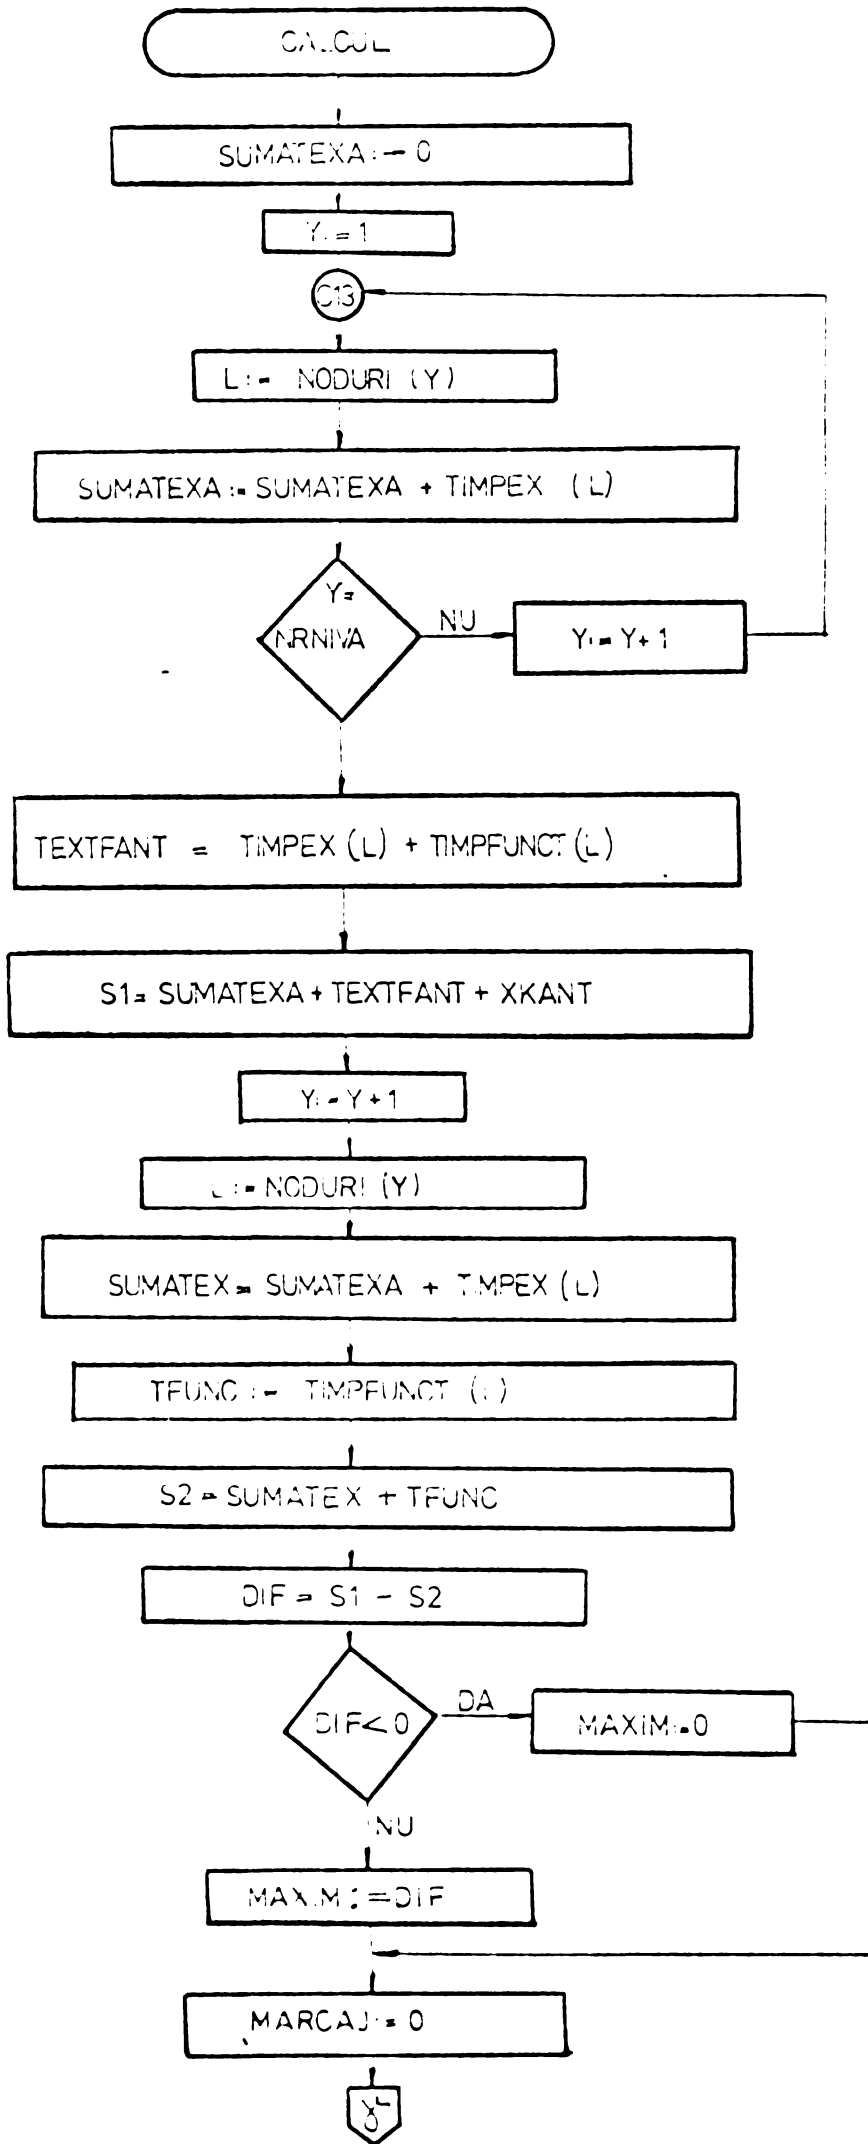 CALCUL
SUMATEXA := 0
Y := 1
C13
L := NODURI (Y)
SUMATEXA := SUMATEXA + TIMPEX (L)
Y =
NRNIVA
NU
Y := Y + 1
TEXTFANT = TIMPEX (L) + TIMPFUNCT (L)
S1 = SUMATEXA + TEXTFANT + XKANT
Y := Y + 1
L := NODURI (Y)
SUMATEX = SUMATEXA + TIMPEX (L)
TFUNC := TIMPFUNCT (L)
S2 = SUMATEX + TFUNC
DIF = S1 - S2
DIF < 0
DA
MAXIM := 0
NU
MAXIM := DIF
MARCAJ := 0